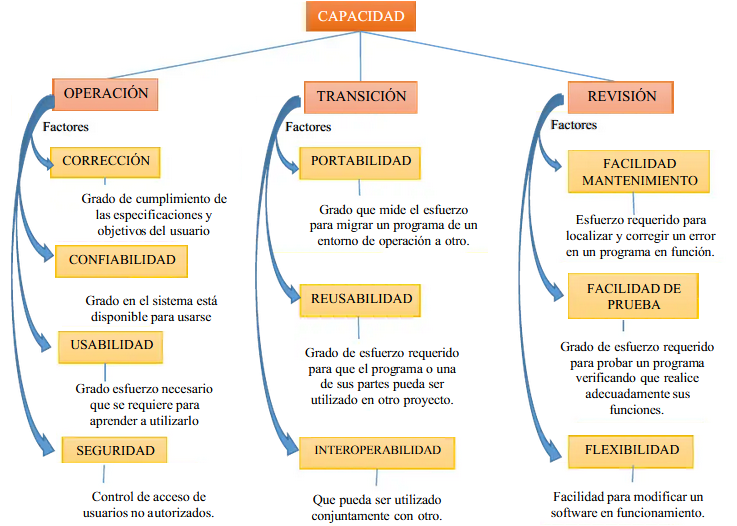 CAPACIDAD
OPERACIÓN
Factores
CORRECCIÓN
Grado de cumplimiento de
las especificaciones y
objetivos del usuario
CONFIABILIDAD
Grado en el sistema está
disponible para usarse
USABILIDAD
Grado esfuerzo necesario
que se requiere para
aprender a utilizarlo
SEGURIDAD
Control de acceso de
usuarios no autorizados.
TRANSICIÓN
Factores
PORTABILIDAD
Grado que mide el esfuerzo
para migrar un programa de un
entorno de operación a otro.
REUSABILIDAD
Grado de esfuerzo requerido
para que el programa o una
de sus partes pueda ser
utilizado en otro proyecto.
INTEROPERABILIDAD
Que pueda ser utilizado
conjuntamente con otro.
REVISIÓN
Factores
FACILIDAD
MANTENIMIENTO
Esfuerzo requerido para
localizar y corregir un error
en un programa en función.
FACILIDAD DE
PRUEBA
Grado de esfuerzo requerido
para probar un programa
verificando que realice
adecuadamente sus
funciones.
FLEXIBILIDAD
Facilidad para modificar un
software en funcionamiento.